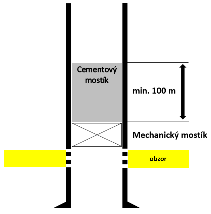 Cementový
mostík
min. 100 m
Mechanický mostík
obzor